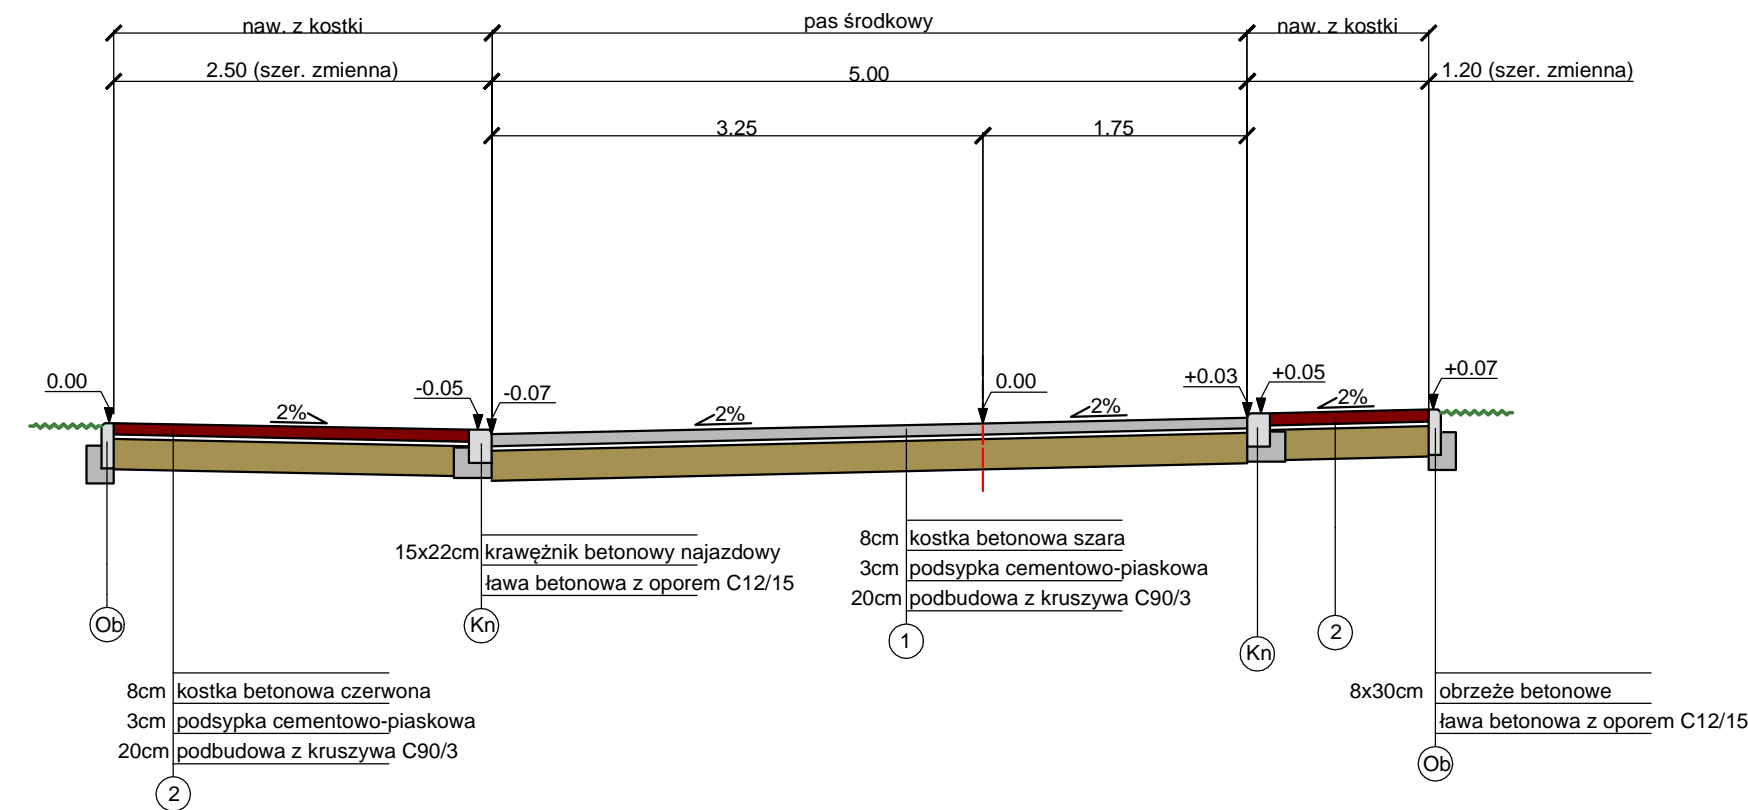 naw. z kostki
pas środkowy
naw. z kostki
2.50 (szer. zmienna)
5.00
1.20 (szer. zmienna)
3.25
1.75
0.00
-0.05
-0.07
0.00
+0.03
+0.05
+0.07
2%
2%
2%
2%
15x22cm krawężnik betonowy najazdowy
ława betonowa z oporem C12/15
8cm kostka betonowa szara
3cm podsypka cementowo-piaskowa
20cm podbudowa z kruszywa C90/3
Ob
Kn
1
2
Kn
8cm kostka betonowa czerwona
3cm podsypka cementowo-piaskowa
20cm podbudowa z kruszywa C90/3
2
8x30cm obrzeże betonowe
ława betonowa z oporem C12/15
Ob